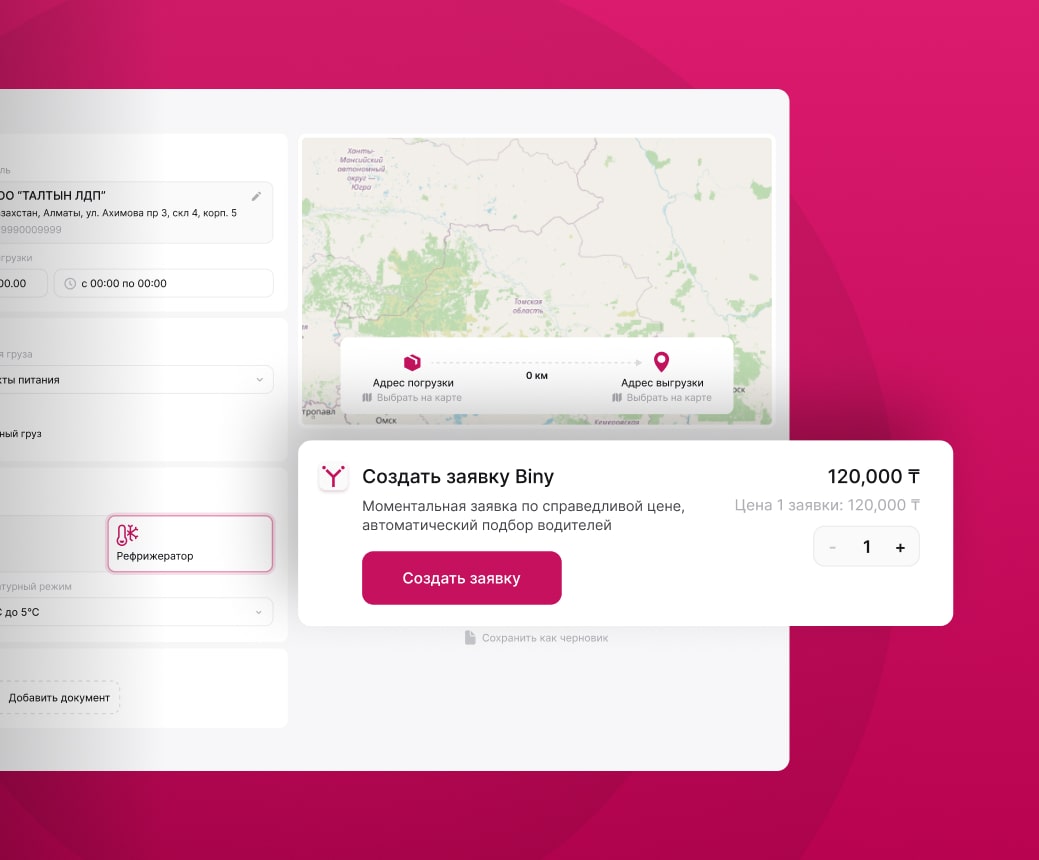 ль
ОО “ТАЛТЫН ЛДП”
захстан, Алматы, ул. Ахимова пр 3, скл 4, корп. 5
9990009999
огрузки
00.00
с 00:00 по 00:00
я груза
кты питания
ный груз
Рефрижератор
атурный режим
С до 5°C
Добавить документ
Ханты-
Мансийский
автономный
округ —
Югра
Томская
область
Адрес погрузки
Выбрать на карте
0 км
Адрес выгрузки
Выбрать на карте
тропавл
Омск
Кемеровская
рск
Создать заявку Biny
Моментальная заявка по справедливой цене,
автоматический подбор водителей
Создать заявку
120,000 ₸
Цена 1 заявки: 120,000 ₸
- 1 +
Сохранить как черновик